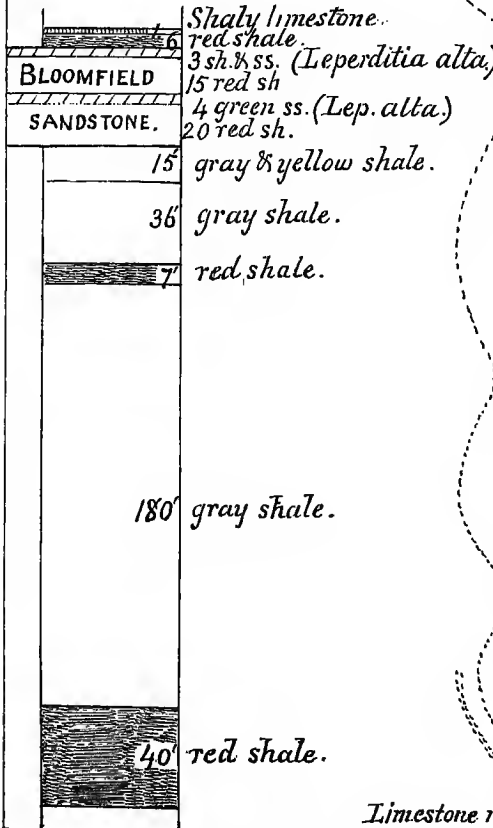 1 Shaly limestone.
6' red shale.
3 sh. & ss. (Leperditia alta.)
BLOOMFIELD 15 red sh
4 green ss. (Lep. alta.)
SANDSTONE. 20 red sh.
15' gray & yellow shale.
36' gray shale.
7' red shale.
180' gray shale.
40' red shale.
Limestone